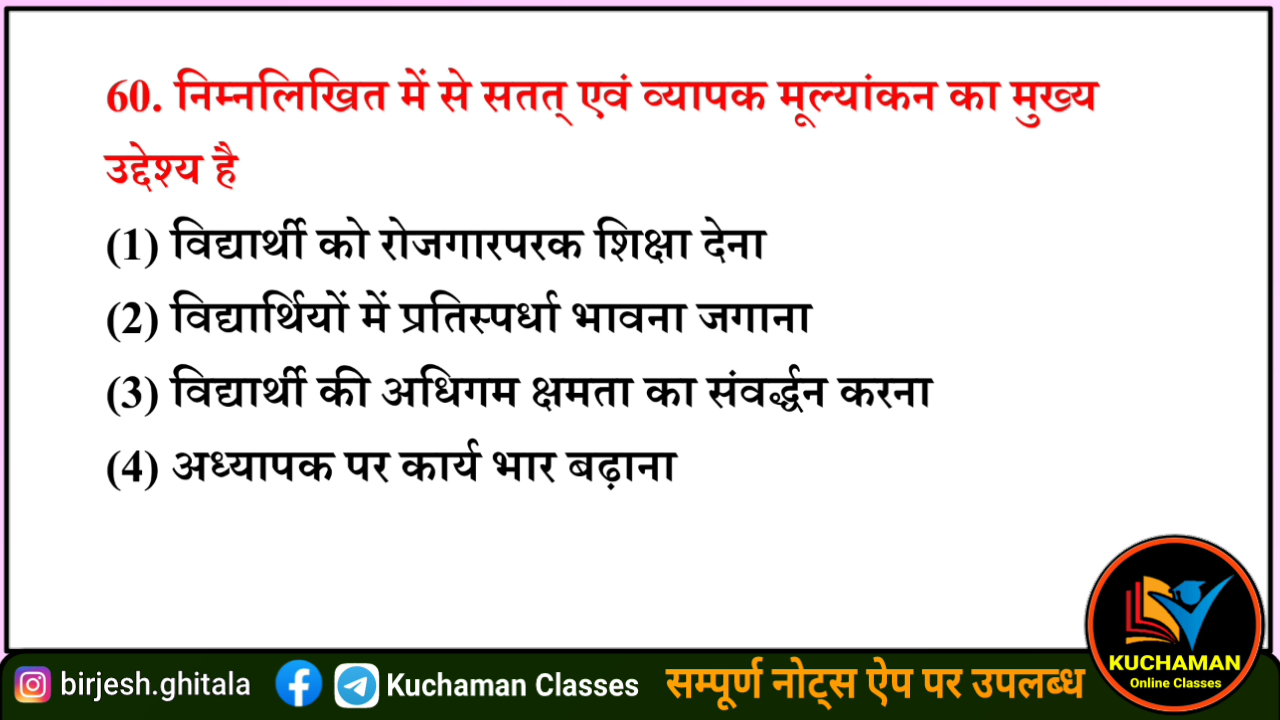 60. निम्नलिखित में से सतत् एवं व्यापक मूल्यांकन का मुख्य
उद्देश्य है
(1) विद्यार्थी को रोजगारपरक शिक्षा देना
(2) विद्यार्थियों में प्रतिस्पर्धा भावना जगाना
(3) विद्यार्थी की अधिगम क्षमता का संवर्द्धन करना
(4) अध्यापक पर कार्य भार बढ़ाना
KUCHAMAN
Online Classes
birjesh.ghitala Kuchaman Classes सम्पूर्ण नोट्स ऐप पर उपलब्ध